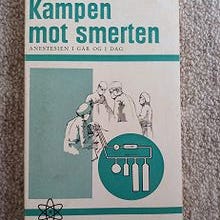 Kampen
mot smerten
ANESTESIEN I GÅR OG I DAG